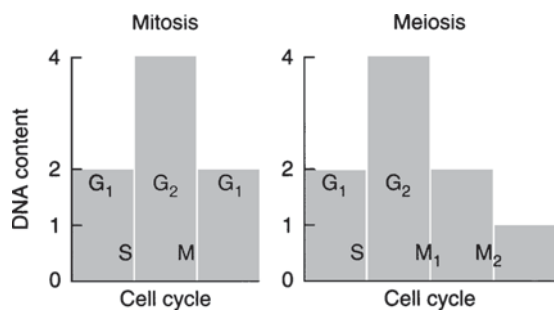 Mitosis
Meiosis
DNA content
4
2
1
0
G₁ G₂ G₁
S M
Cell cycle
4
2
1
0
G₁ G₂
S M₁ M₂
Cell cycle